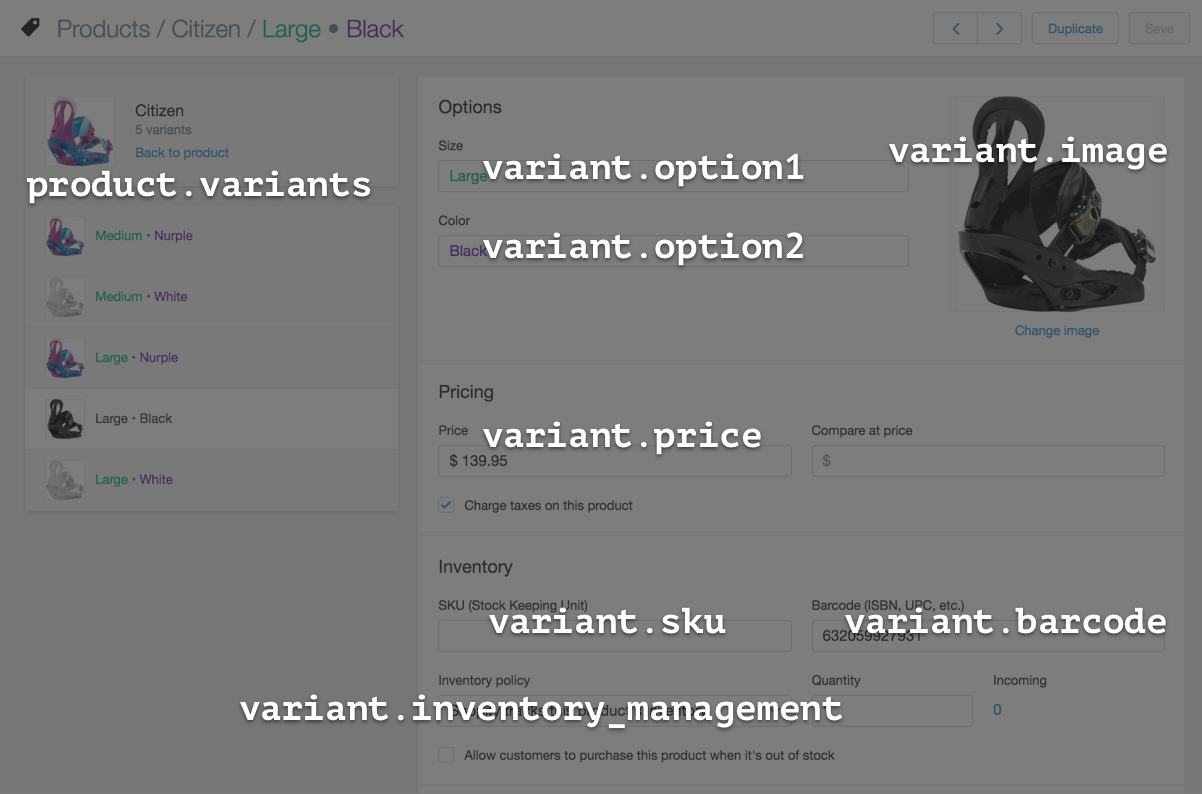 Products / Citizen / Large • Black
Duplicate
Save
Citizen
5 variants
Back to product
product.variants
Medium • Nurple
Medium • White
Large • Nurple
Large • Black
Large • White
Options
Size
Large
variant.option1
Color
Black
variant.option2
variant.image
Change image
Pricing
Price
variant.price
$ 139.95
Compare at price
$
Charge taxes on this product
Inventory
SKU (Stock Keeping Unit)
variant.sku
Barcode (ISBN, UPC, etc.)
variant.barcode
632059927931
Inventory policy
variant.inventory_management
Quantity
Incoming
0
Allow customers to purchase this product when it's out of stock